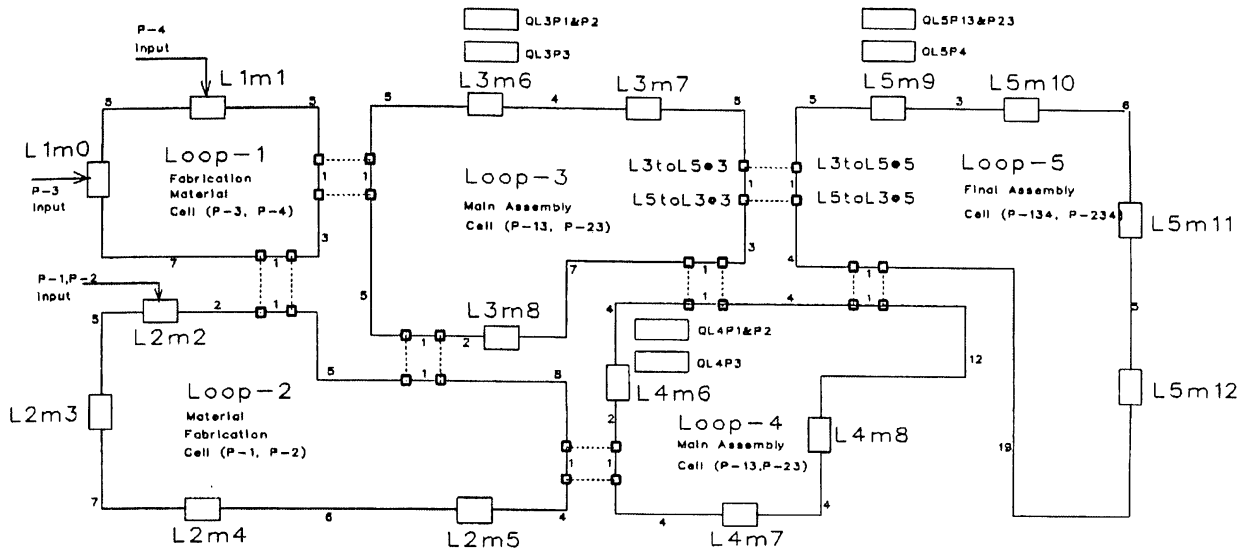 P-4
Input
QL3P1&P2
QL3P3
QL5P13&P23
QL5P4
L1m1
L3m6
L3m7
L5m9
L5m10
5
5
5
4
5
5
3
6
L1m0
P-3
Input
Loop-1
Fabrication
Material
Cell (P-3, P-4)
1
1
Loop-3
Main Assembly
Cell (P-13, P-23)
L3toL5●3
L5toL3●3
1
1
L3toL5●5
L5toL3●5
Loop-5
Final Assembly
Cell (P-134, P-234)
L5m11
3
7
1
3
7
4
1
1
P-1,P-2
Input
L2m2
5
2
1
5
L3m8
1
2
4
1
4
1
5
QL4P1&P2
QL4P3
12
L2m3
Loop-2
Material
Fabrication
Cell (P-1, P-2)
5
1
8
L4m6
2
Loop-4
Main Assembly
Cell (P-13,P-23)
L4m8
L5m12
19
1
1
7
L2m4
6
L2m5
4
4
L4m7
4